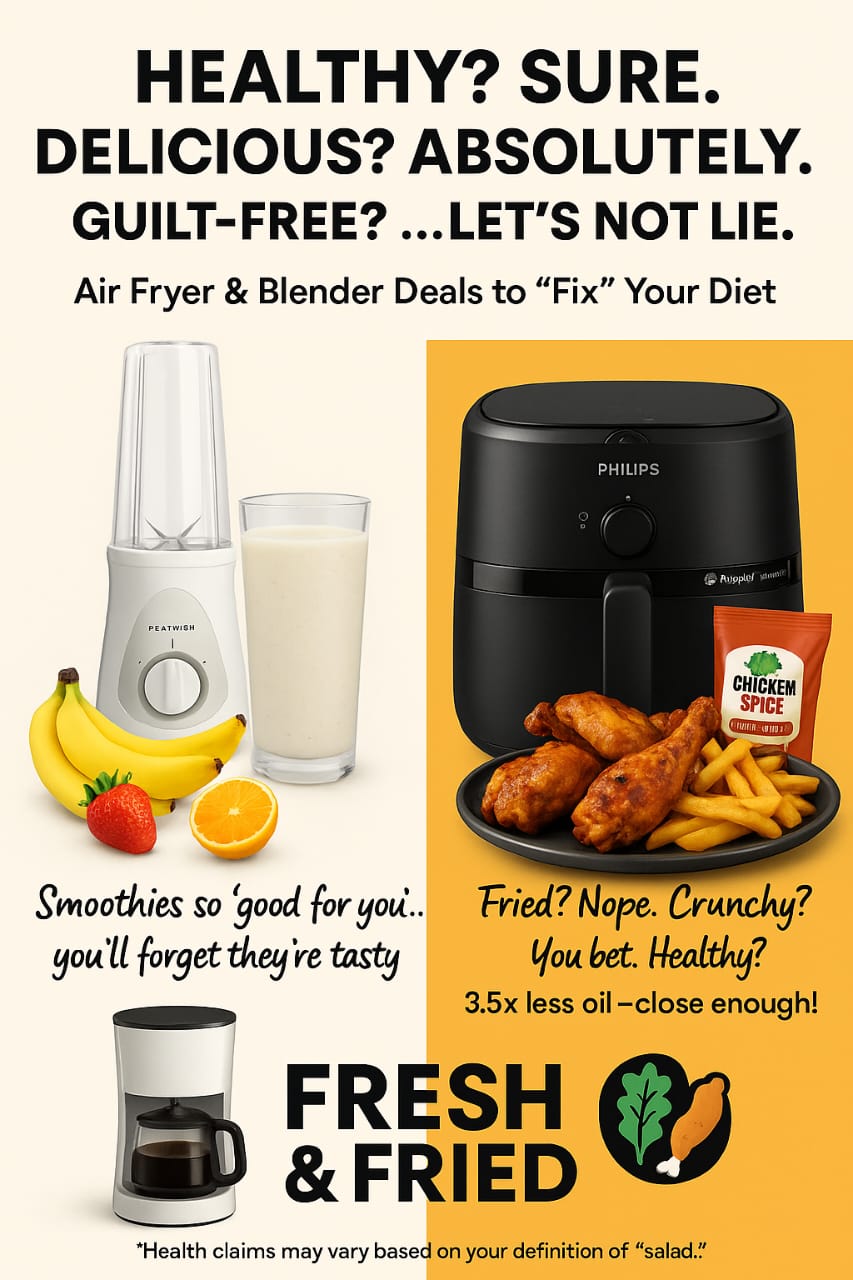 HEALTHY? SURE.
DELICIOUS? ABSOLUTELY.
GUILT-FREE? ...LET'S NOT LIE.
Air Fryer & Blender Deals to “Fix” Your Diet
PEATWISH
PHILIPS
CHICKEM
SPICE
Smoothies so ‘good for you’..
you'll forget they're tasty
Fried? Nope. Crunchy?
You bet. Healthy?
3.5x less oil – close enough!
FRESH
& FRIED
*Health claims may vary based on your definition of “salad.”